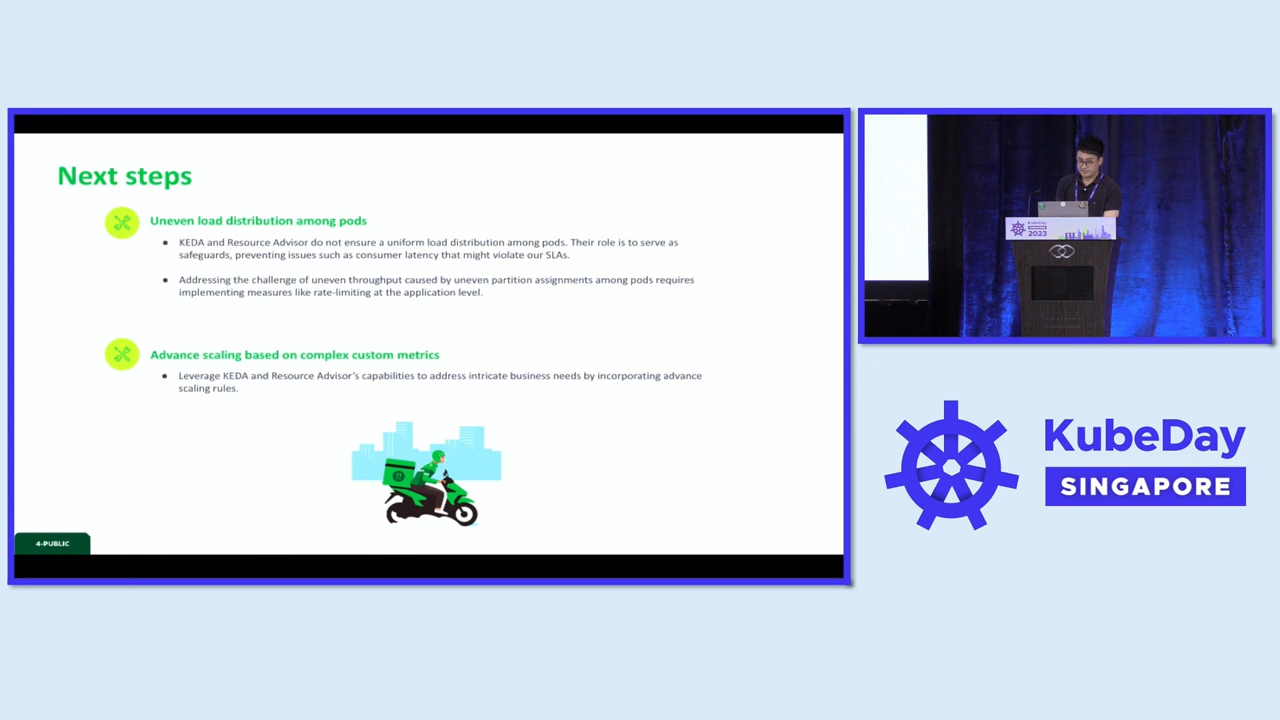 Next steps
Uneven load distribution among pods
● KEDA and Resource Advisor do not ensure a uniform load distribution among pods. Their role is to serve as
safeguards, preventing issues such as consumer latency that might violate our SLAs.
● Addressing the challenge of uneven throughput caused by uneven partition assignments among pods requires
implementing measures like rate-limiting at the application level.
Advance scaling based on complex custom metrics
● Leverage KEDA and Resource Advisor's capabilities to address intricate business needs by incorporating advance
scaling rules.
4-PUBLIC
2023
KubeDay
SINGAPORE